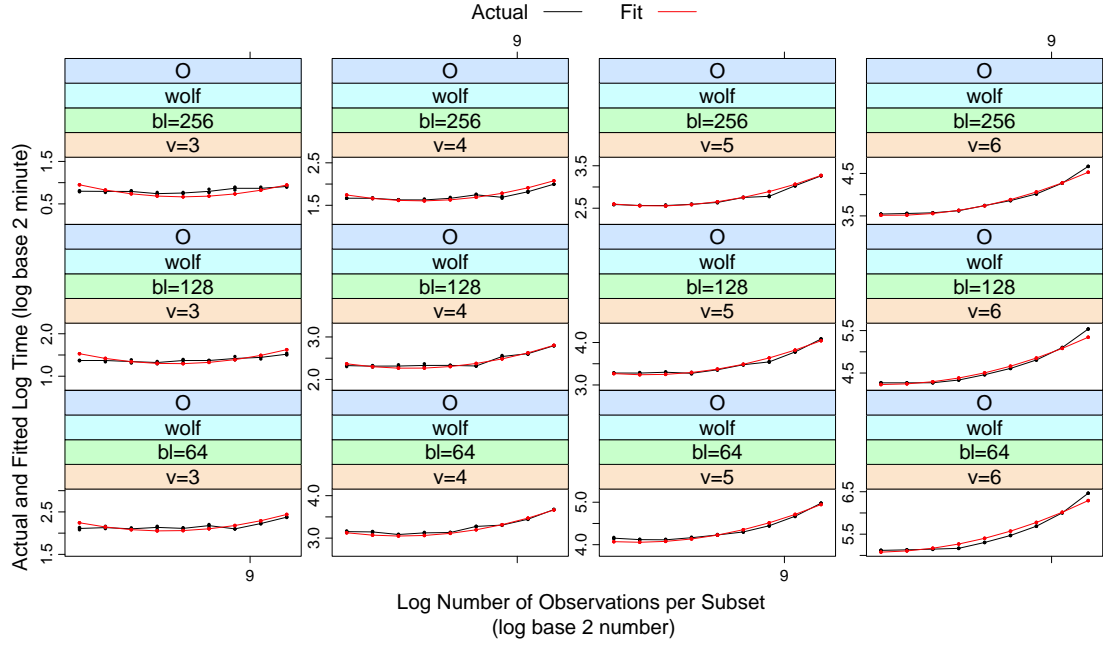 Actual Fit
9 9
O O O O
wolf wolf wolf wolf
bl=256 bl=256 bl=256 bl=256
v=3 v=4 v=5 v=6
0.5 1.5 1.5 2.5 2.5 3.5 3.5 4.5
O O O O
wolf wolf wolf wolf
bl=128 bl=128 bl=128 bl=128
v=3 v=4 v=5 v=6
1.0 2.0 2.0 3.0 3.0 4.0 4.5 5.5
O O O O
wolf wolf wolf wolf
bl=64 bl=64 bl=64 bl=64
v=3 v=4 v=5 v=6
1.5 2.5 3.0 4.0 4.0 5.0 5.5 6.5
9 9
Actual and Fitted Log Time (log base 2 minute)
Log Number of Observations per Subset
(log base 2 number)